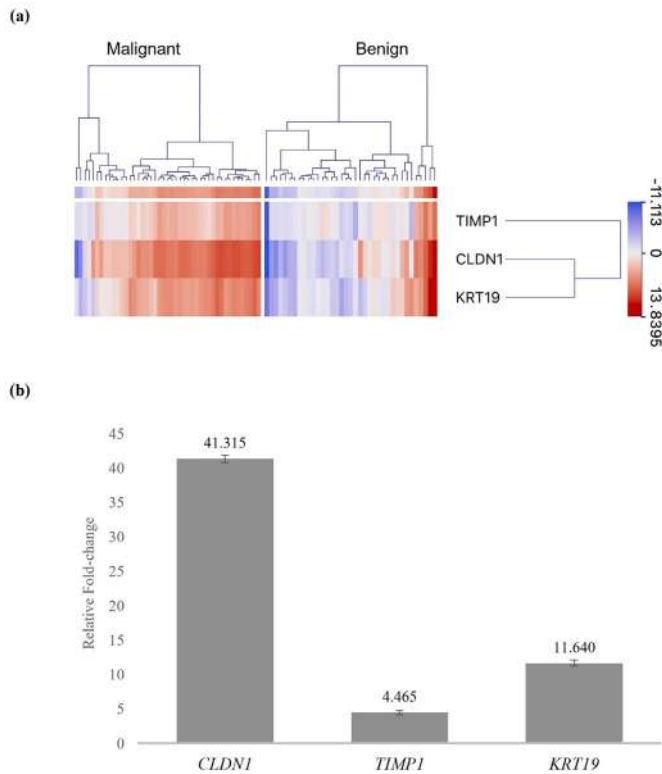 (a)
Malignant Benign
TIMP1
CLDN1
KRT19
-11.113
0
13.8395
(b)
45
40
35
30
25
20
15
10
5
0
Relative Fold-change
41.315
4.465
11.640
CLDN1 TIMP1 KRT19